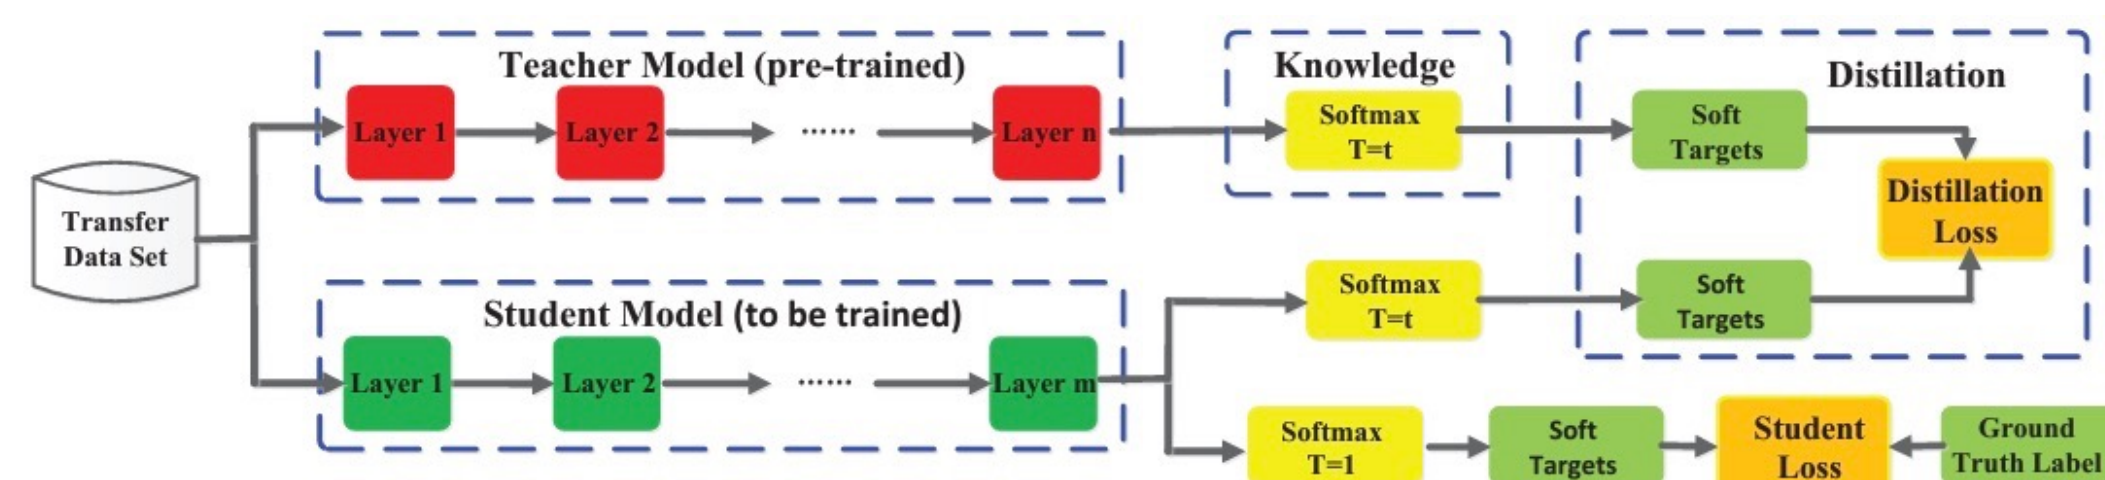 Teacher Model (pre-trained)
Knowledge
Distillation
Layer 1
Layer 2
......
Layer n
Softmax
T=t
Soft
Targets
Distillation
Loss
Transfer
Data Set
Student Model (to be trained)
Layer 1
Layer 2
......
Layer m
Softmax
T=t
Soft
Targets
Softmax
T=1
Soft
Targets
Student
Loss
Ground
Truth Label